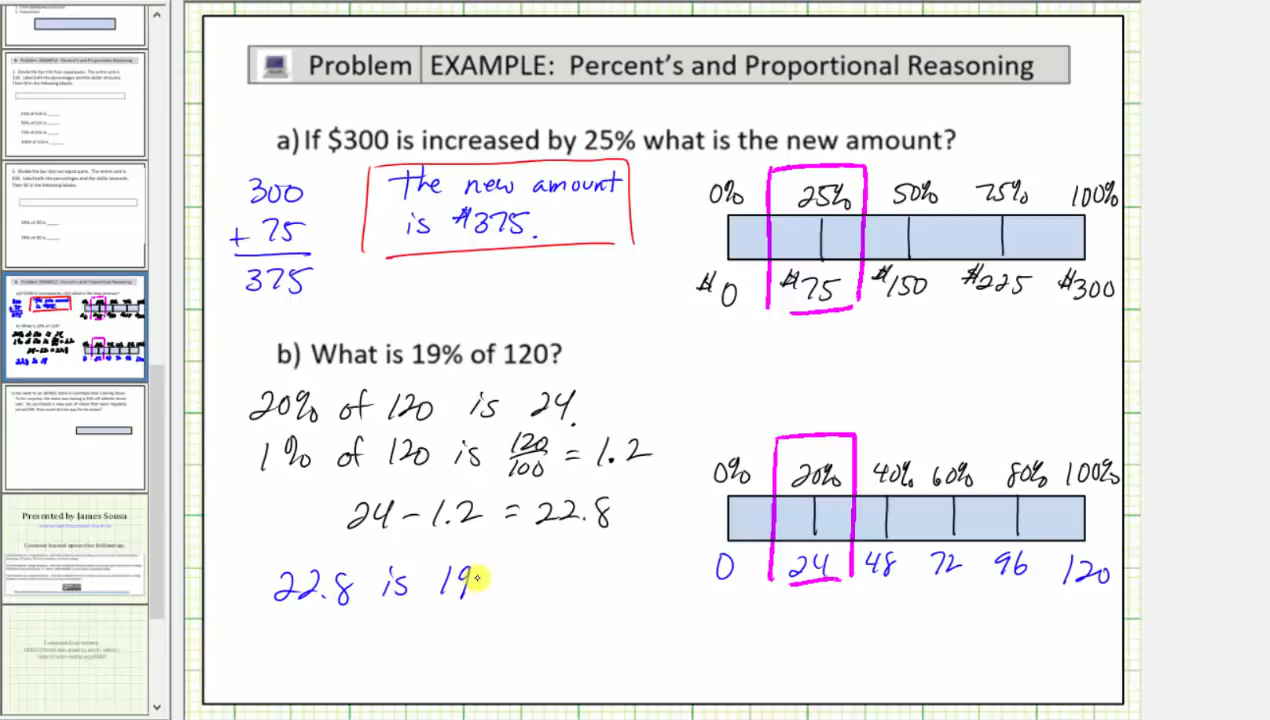 Problem EXAMPLE: Percent's and Proportional Reasoning
a) If $300 is increased by 25% what is the new amount?
300
+ 75
375
The new amount
is $375.
0% 25% 50% 75% 100%
$0 $75 $150 $225 $300
b) What is 19% of 120?
20% of 120 is 24.
1% of 120 is 120/100 = 1.2
24 - 1.2 = 22.8
22.8 is 19
0% 20% 40% 60% 80% 100%
0 24 48 72 96 120
Presented by James Sousa